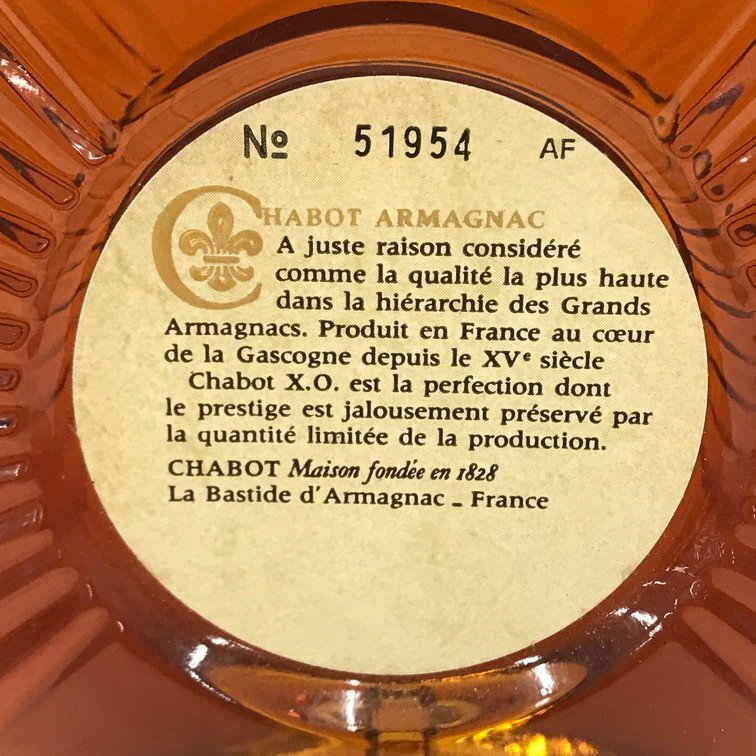 Nº 51954 AF
CHABOT ARMAGNAC
A juste raison considéré
comme la qualité la plus haute
dans la hiérarchie des Grands
Armagnacs. Produit en France au cœur
de la Gascogne depuis le XVᵉ siècle
Chabot X.O. est la perfection dont
le prestige est jalousement préservé par
la quantité limitée de la production.
CHABOT Maison fondée en 1828
La Bastide d'Armagnac - France